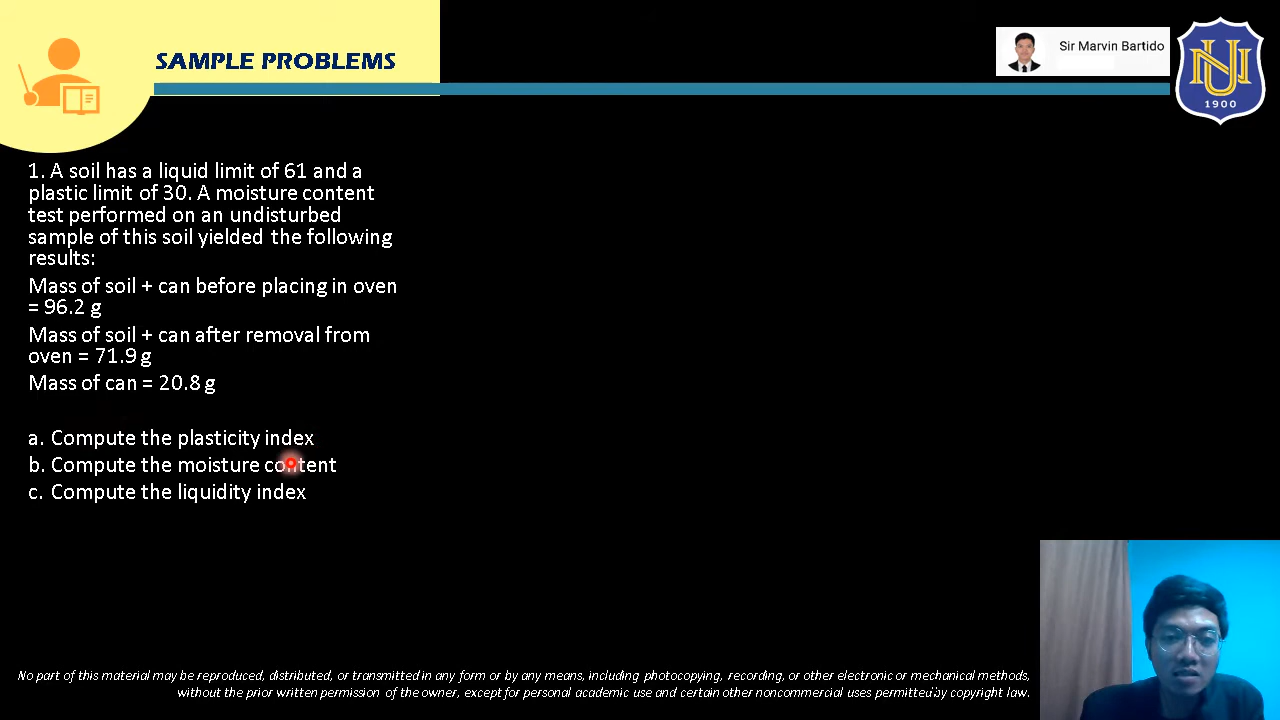 SAMPLE PROBLEMS
Sir Marvin Bartido
NU
1900
1. A soil has a liquid limit of 61 and a
plastic limit of 30. A moisture content
test performed on an undisturbed
sample of this soil yielded the following
results:
Mass of soil + can before placing in oven
= 96.2 g
Mass of soil + can after removal from
oven = 71.9 g
Mass of can = 20.8 g
a. Compute the plasticity index
b. Compute the moisture content
c. Compute the liquidity index
No part of this material may be reproduced, distributed, or transmitted in any form or by any means, including photocopying, recording, or other electronic or mechanical methods,
without the prior written permission of the owner, except for personal academic use and certain other noncommercial uses permitted by copyright law.